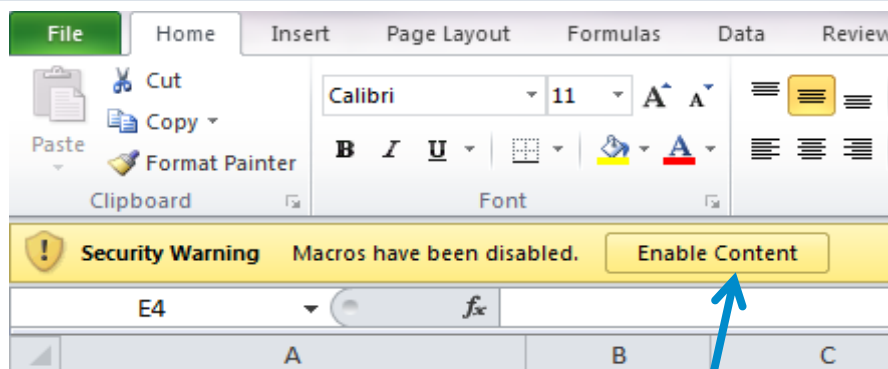 File Home Insert Page Layout Formulas Data Review
Cut
Calibri 11 A A
Copy
Paste
B I U A
Format Painter
Clipboard Font
! Security Warning Macros have been disabled. Enable Content
E4 fx
A B C